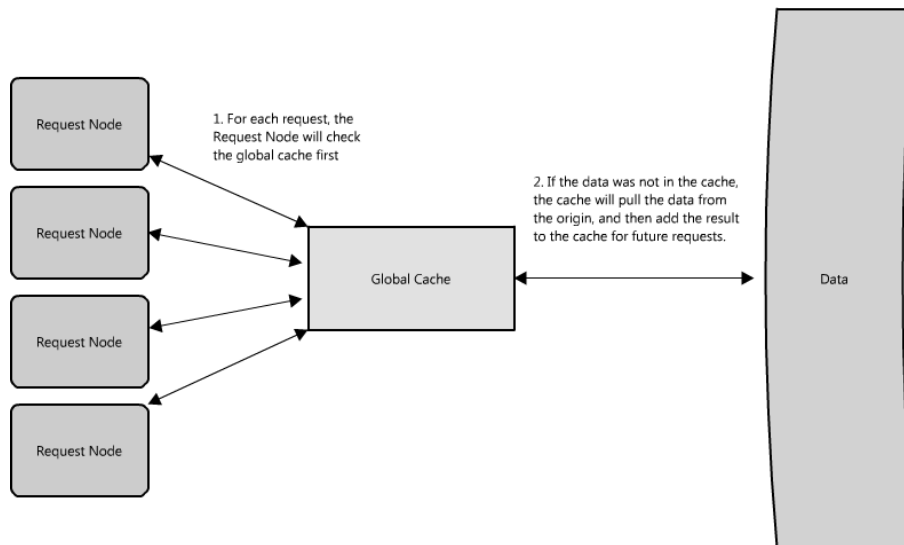 Request Node
1. For each request, the
Request Node will check
the global cache first
2. If the data was not in the cache,
the cache will pull the data from
the origin, and then add the result
to the cache for future requests.
Request Node
Global Cache
Data
Request Node
Request Node